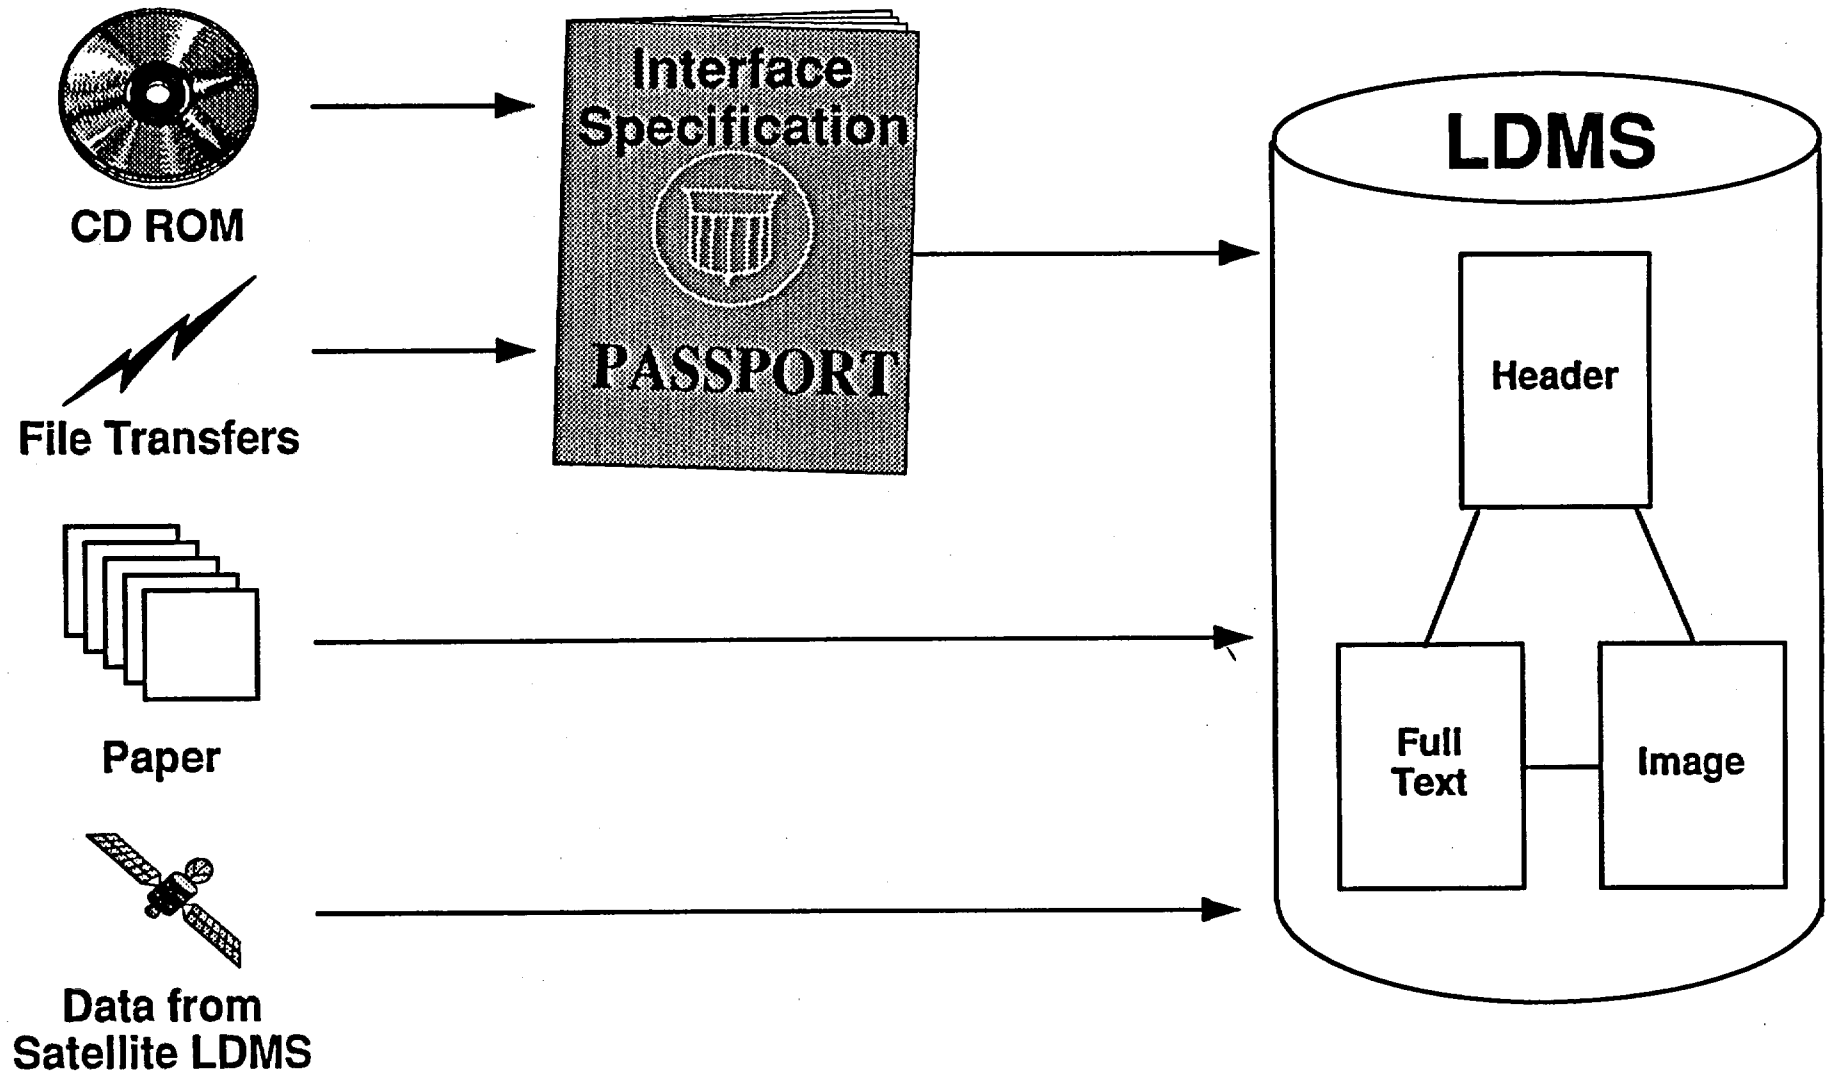 CD ROM
File Transfers
Paper
Data from
Satellite LDMS
Interface
Specification
PASSPORT
LDMS
Header
Full
Text
Image